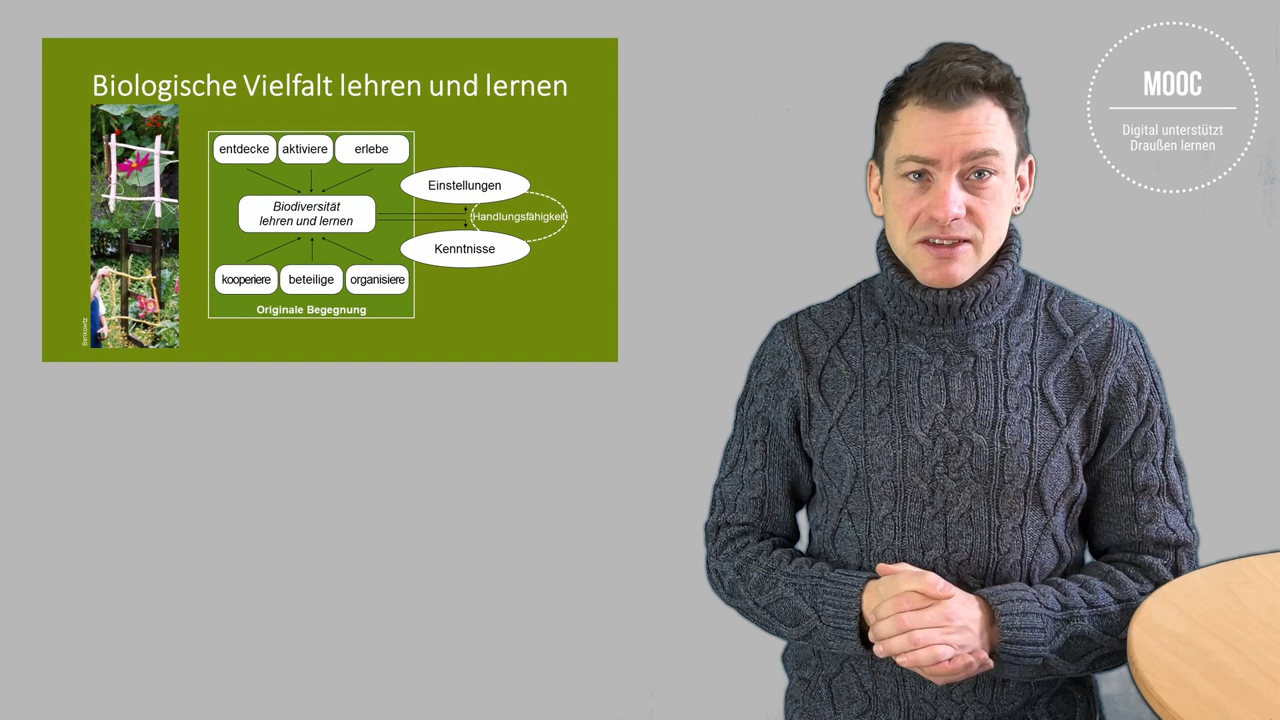 Biologische Vielfalt lehren und lernen
entdecke
aktiviere
erlebe
Biodiversität
lehren und lernen
Einstellungen
Handlungsfähigkeit
Kenntnisse
kooperiere
beteilige
organisiere
Originale Begegnung
Benkowitz
MOOC
Digital unterstützt
Draußen lernen